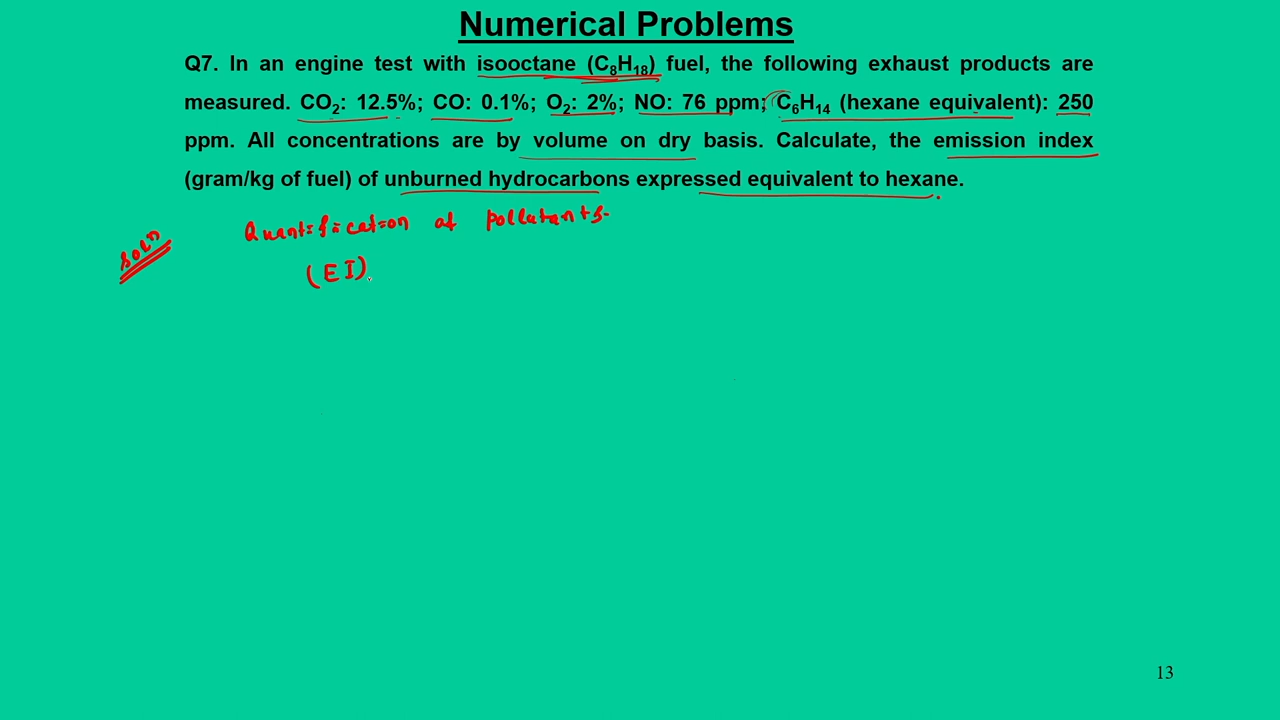 Numerical Problems
Q7. In an engine test with isooctane (C₈H₁₈) fuel, the following exhaust products are
measured. CO₂: 12.5%; CO: 0.1%; O₂: 2%; NO: 76 ppm; C₆H₁₄ (hexane equivalent): 250
ppm. All concentrations are by volume on dry basis. Calculate, the emission index
(gram/kg of fuel) of unburned hydrocarbons expressed equivalent to hexane.
Soln
Quantification of pollutants.
(EI)
13